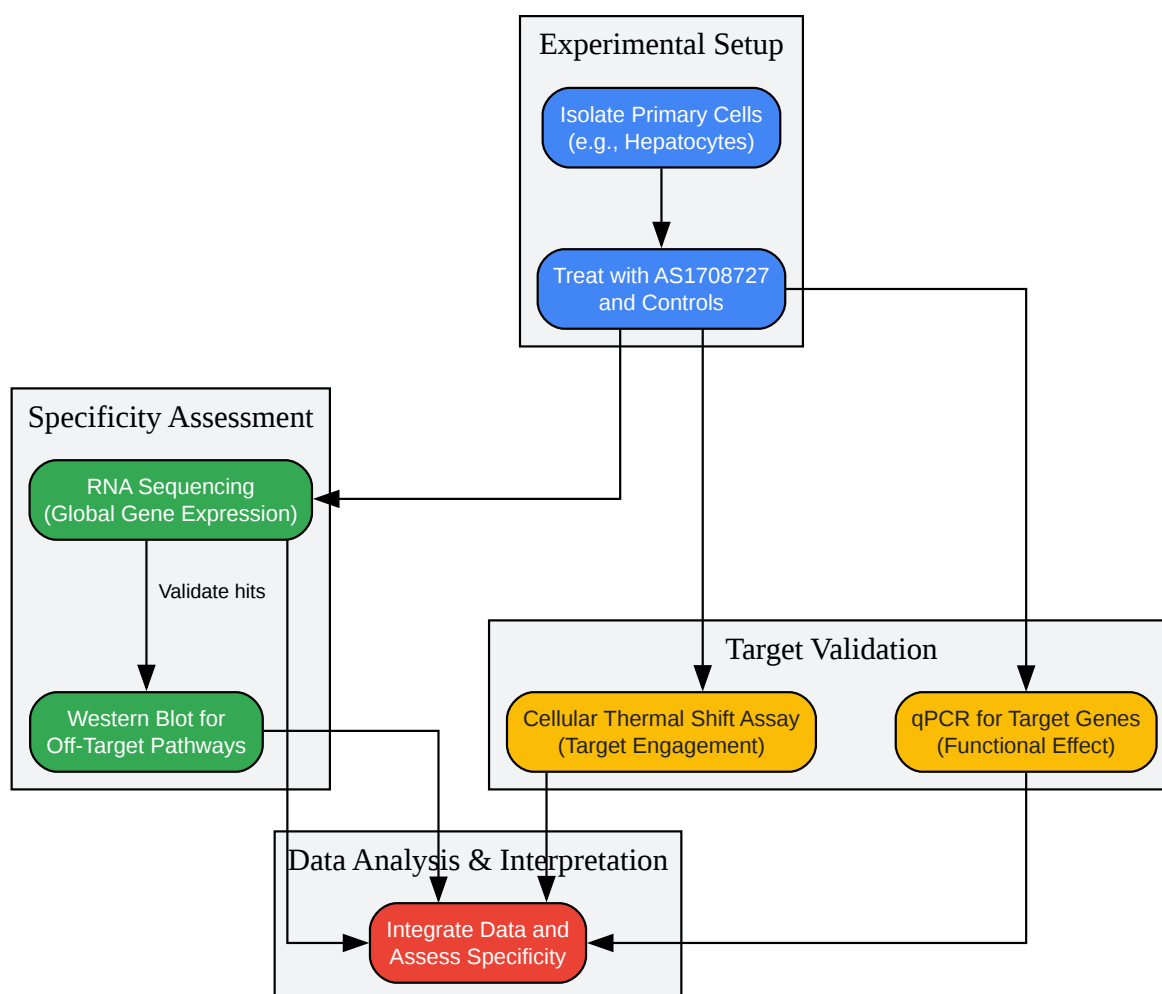 Experimental Setup
Isolate Primary Cells
(e.g., Hepatocytes)
Treat with AS1708727
and Controls
Specificity Assessment
RNA Sequencing
(Global Gene Expression)
Validate hits
Western Blot for
Off-Target Pathways
Target Validation
Cellular Thermal Shift Assay
(Target Engagement)
qPCR for Target Genes
(Functional Effect)
Data Analysis & Interpretation
Integrate Data and
Assess Specificity